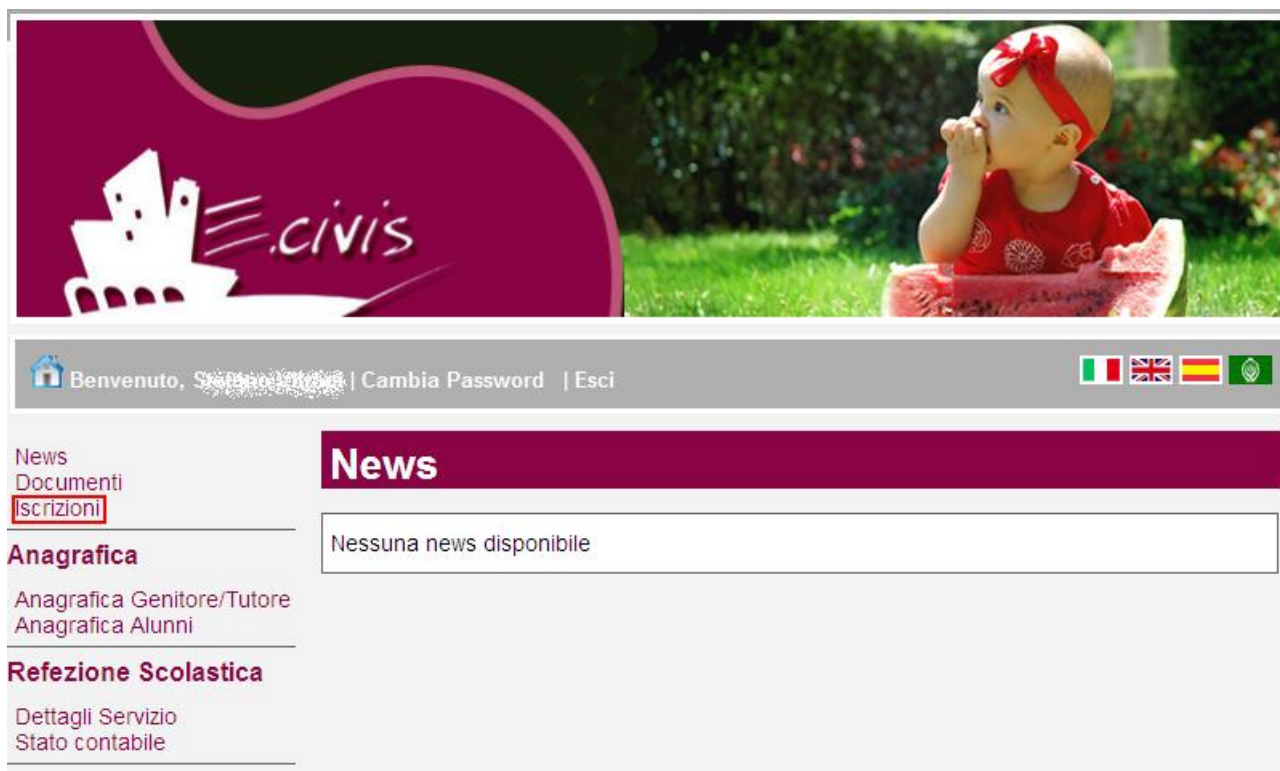 E.civis
Benvenuto, | Cambia Password | Esci
News
Documenti
Iscrizioni
Anagrafica
Anagrafica Genitore/Tutore
Anagrafica Alunni
Refezione Scolastica
Dettagli Servizio
Stato contabile
News
Nessuna news disponibile